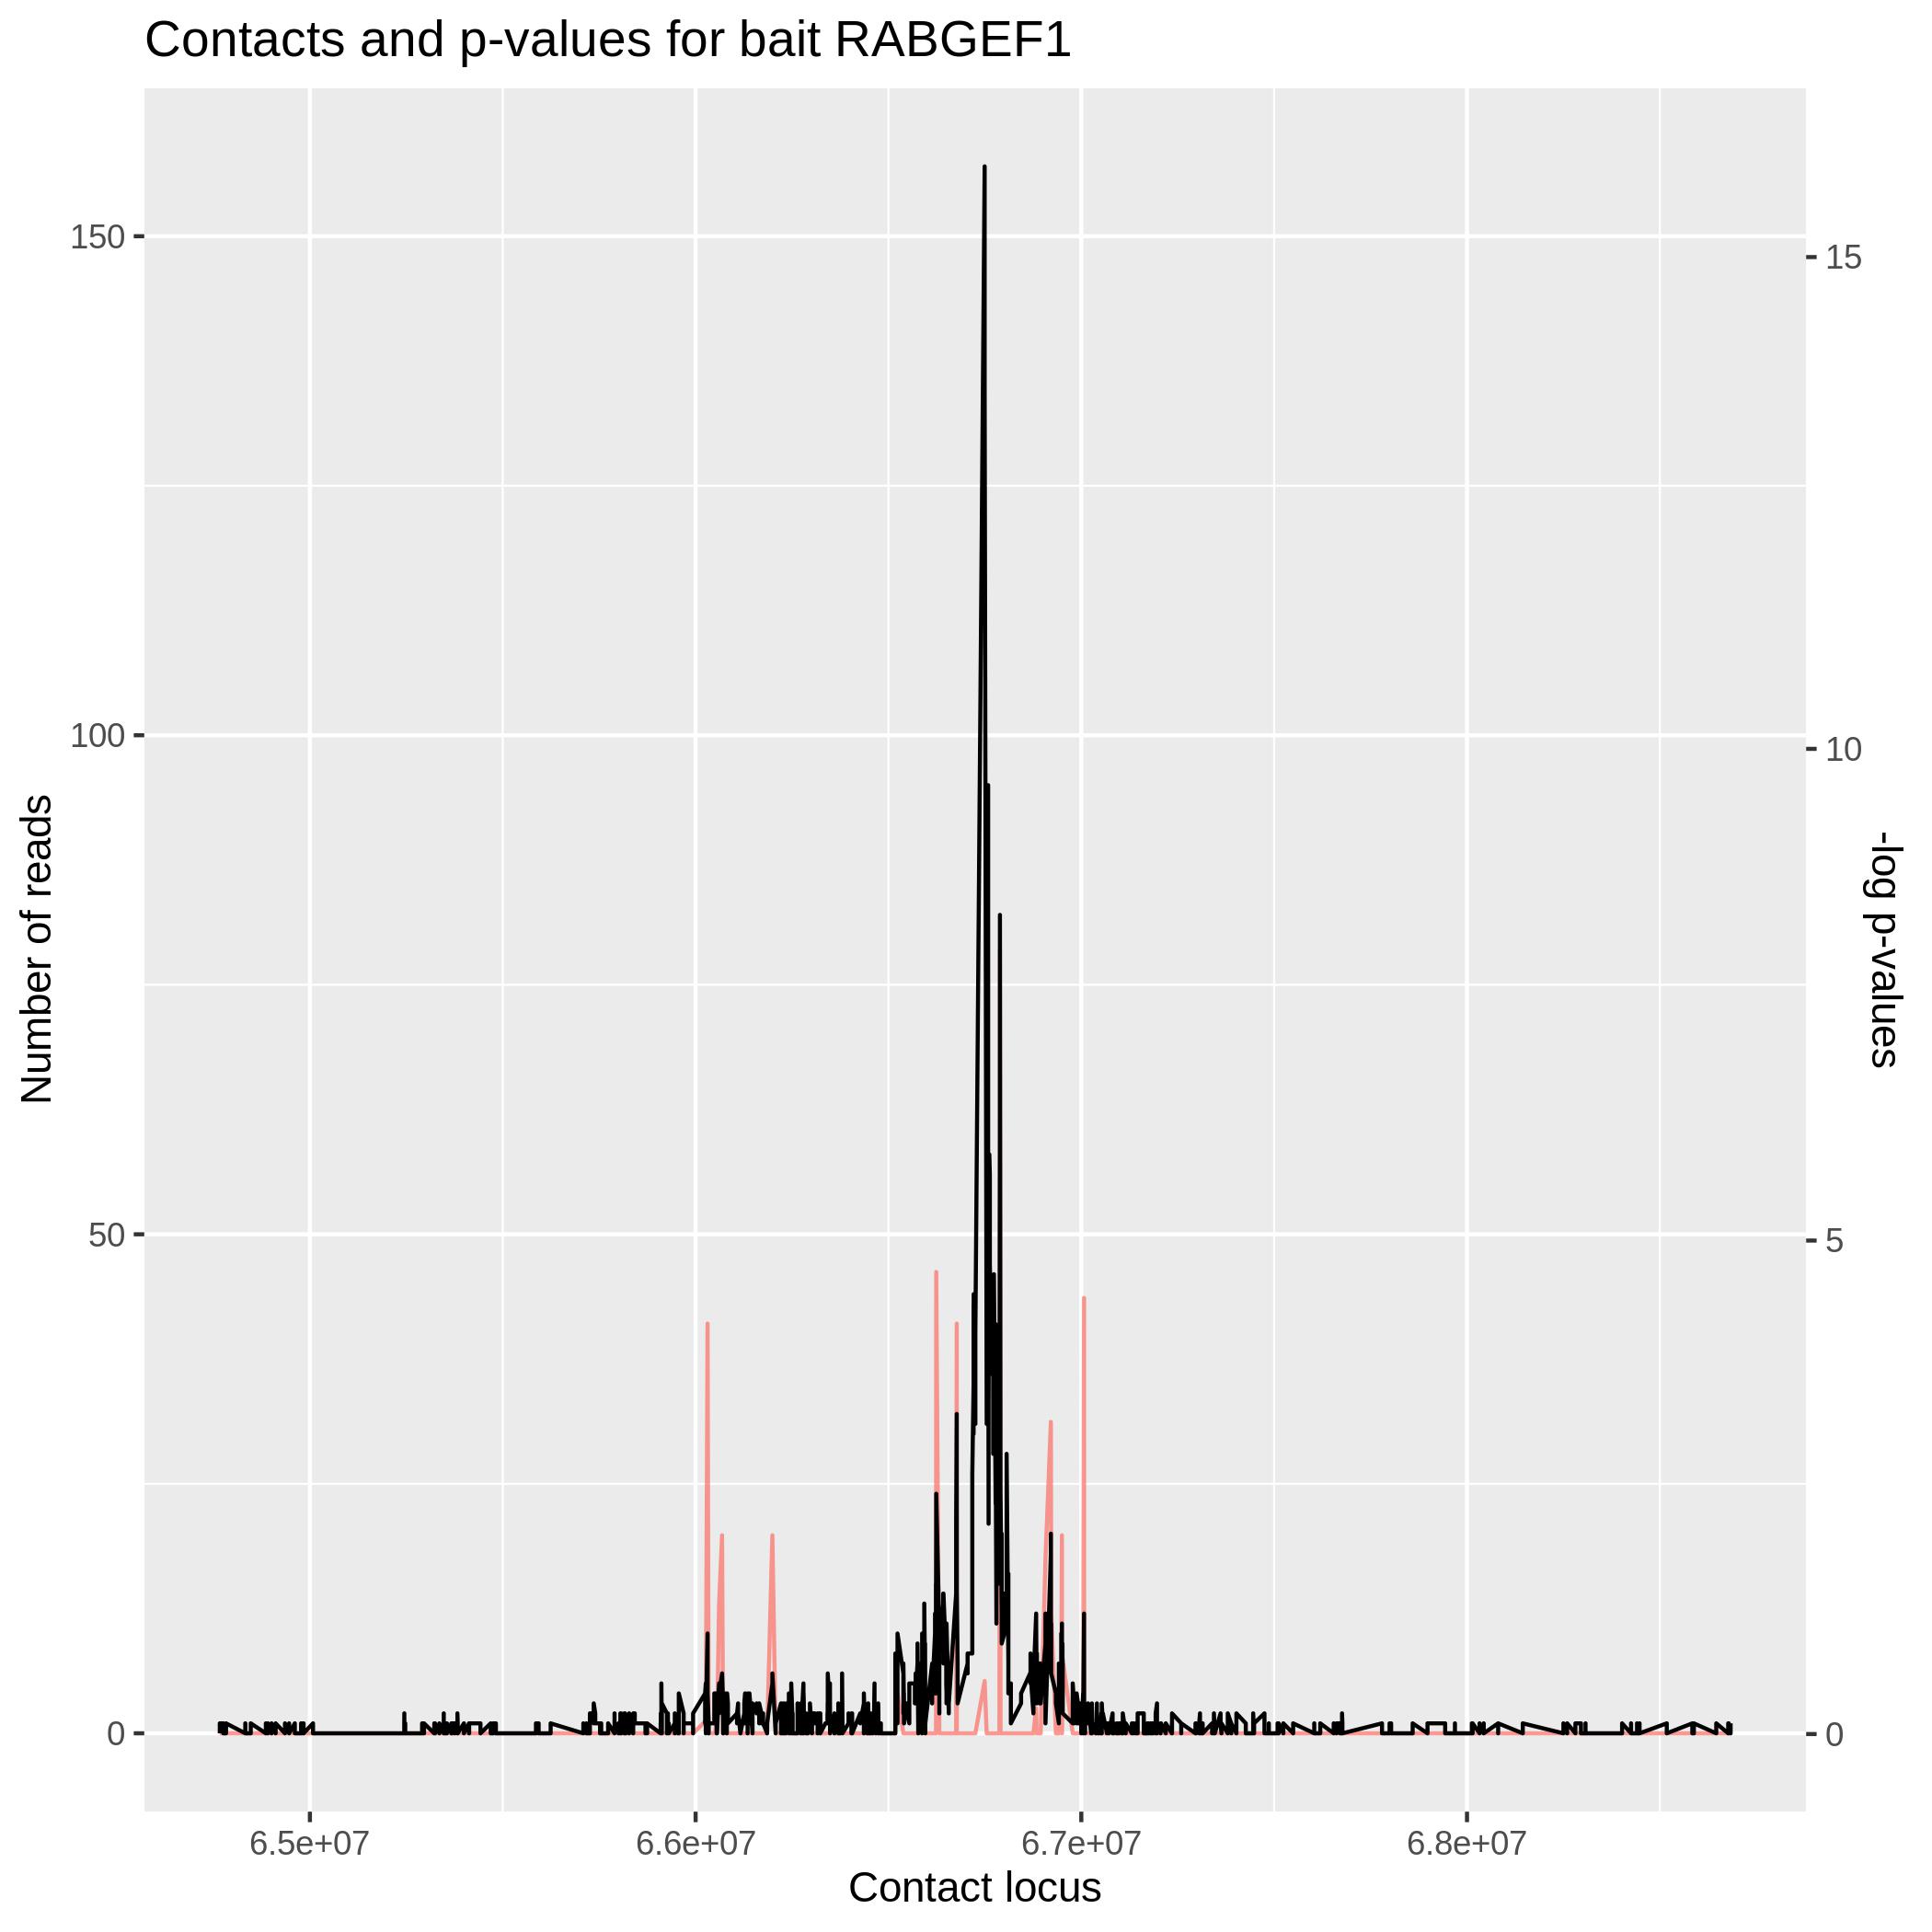 Contacts and p-values for bait RABGEF1
150
100
50
0
Number of reads
15
10
5
0
-log p-values
6.5e+07
6.6e+07
6.7e+07
6.8e+07
Contact locus